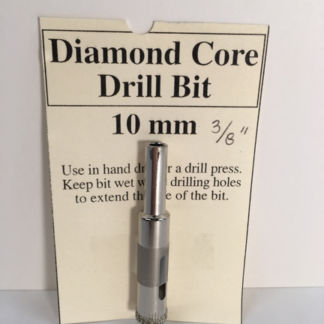 Diamond Core
Drill Bit
10 mm 3/8"
Use in hand or a drill press.
Keep bit wet drilling holes
to extend of the bit.